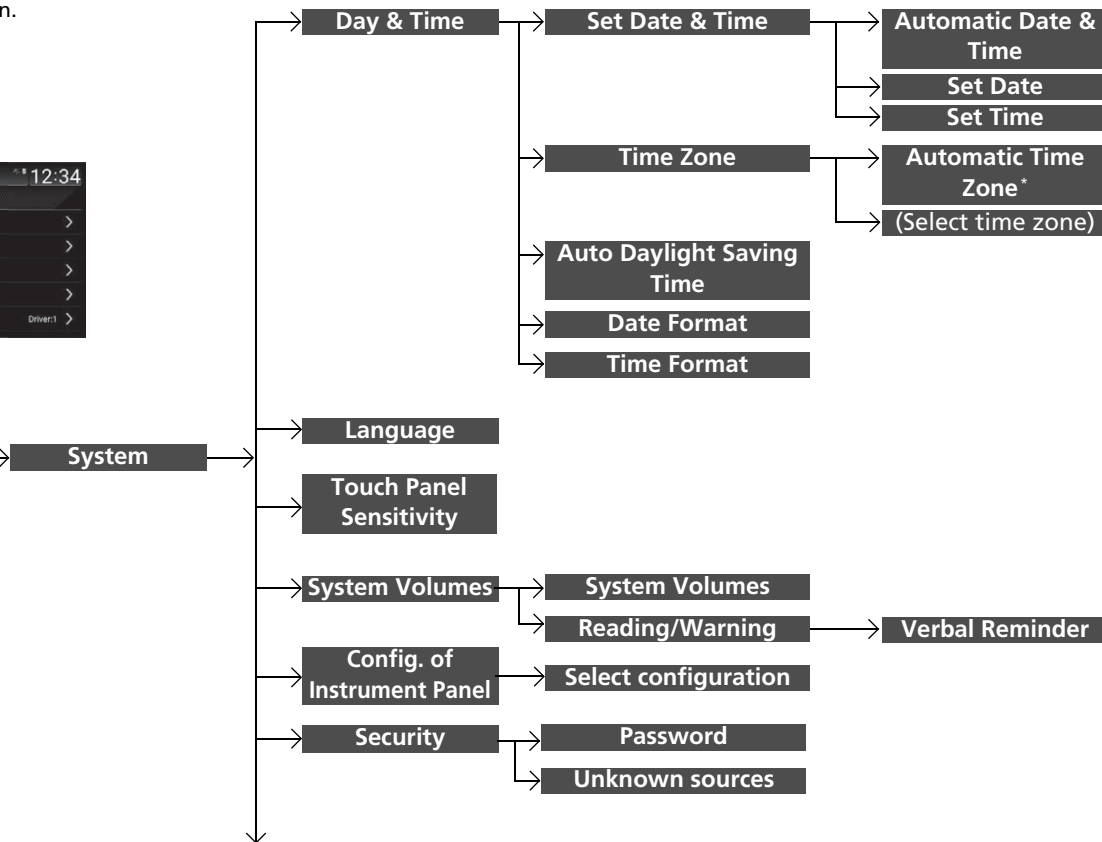 n.
Day & Time
Set Date & Time
Automatic Date &
Time
Set Date
Set Time
Time Zone
Automatic Time
Zone*
(Select time zone)
Auto Daylight Saving
Time
Date Format
Time Format
12:34
Driver:1
Language
System
Touch Panel
Sensitivity
System Volumes
System Volumes
Reading/Warning
Verbal Reminder
Config. of
Instrument Panel
Select configuration
Security
Password
Unknown sources